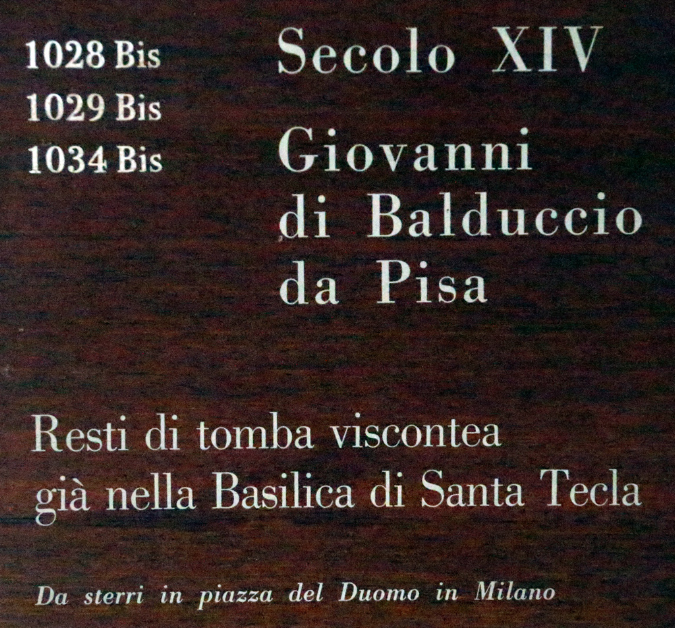 1028 Bis
1029 Bis
1034 Bis
Secolo XIV
Giovanni
di Balduccio
da Pisa
Resti di tomba viscontea
già nella Basilica di Santa Tecla
Da sterri in piazza del Duomo in Milano